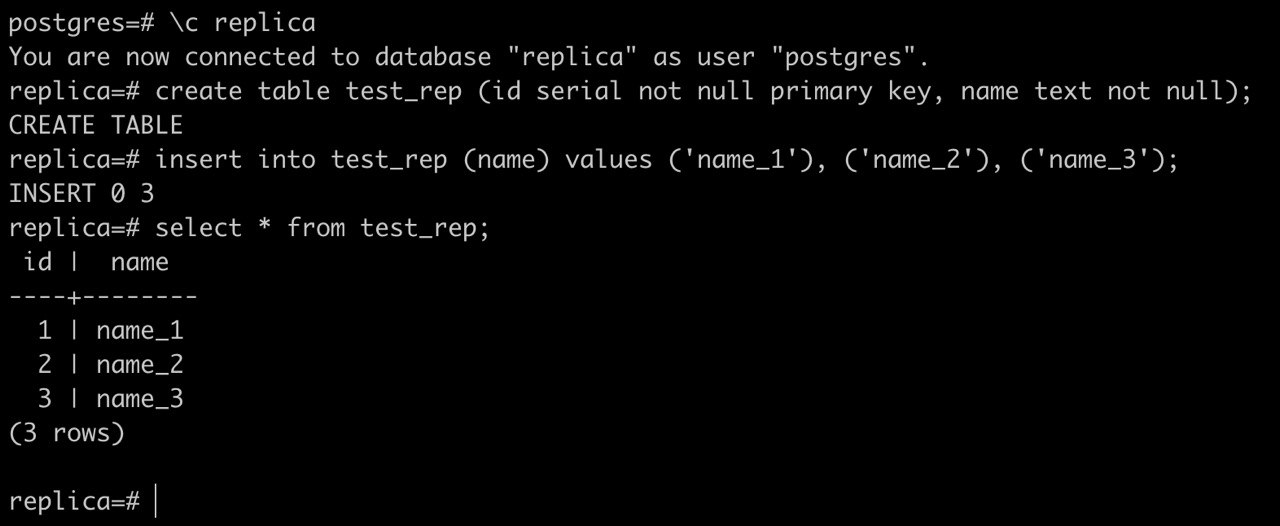 postgres=# \c replica
You are now connected to database "replica" as user "postgres".
replica=# create table test_rep (id serial not null primary key, name text not null);
CREATE TABLE
replica=# insert into test_rep (name) values ('name_1'), ('name_2'), ('name_3');
INSERT 0 3
replica=# select * from test_rep;
 id |  name
----+--------
  1 | name_1
  2 | name_2
  3 | name_3
(3 rows)

replica=#